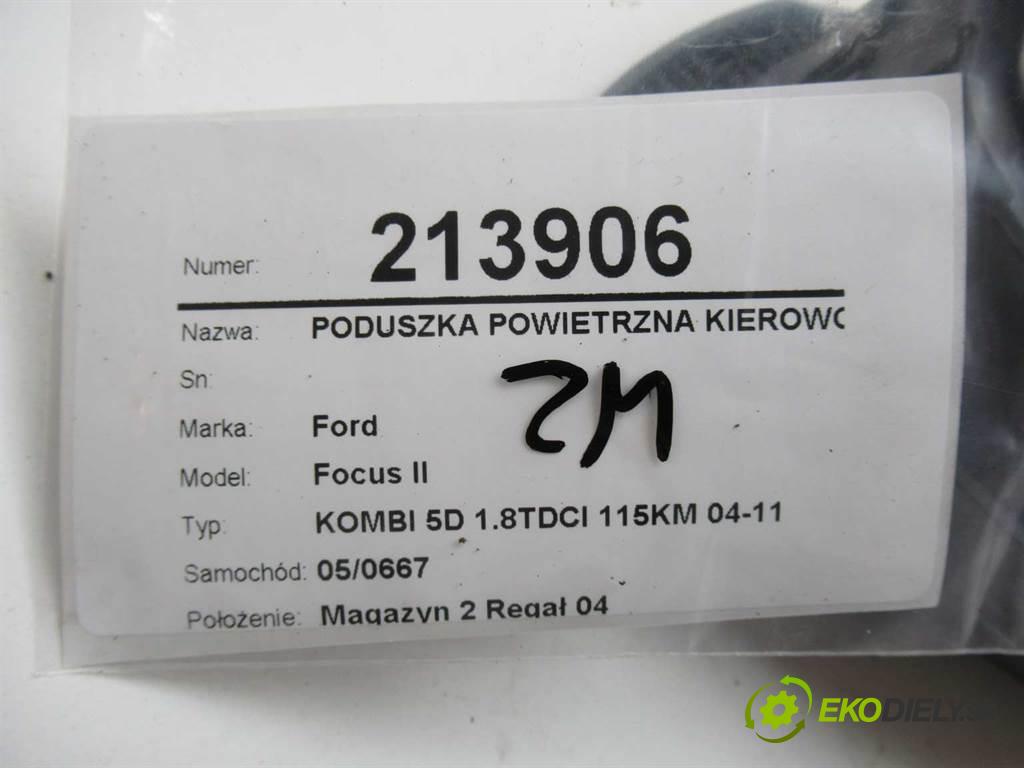 Numer: 213906
Nazwa: PODUSZKA POWIETRZNA KIEROWC
Sn:
Marka: Ford
Model: Focus II
Typ: KOMBI 5D 1.8TDCI 115KM 04-11
Samochód: 05/0667
Położenie: Magazyn 2 Regał 04
EKODIELY.SK